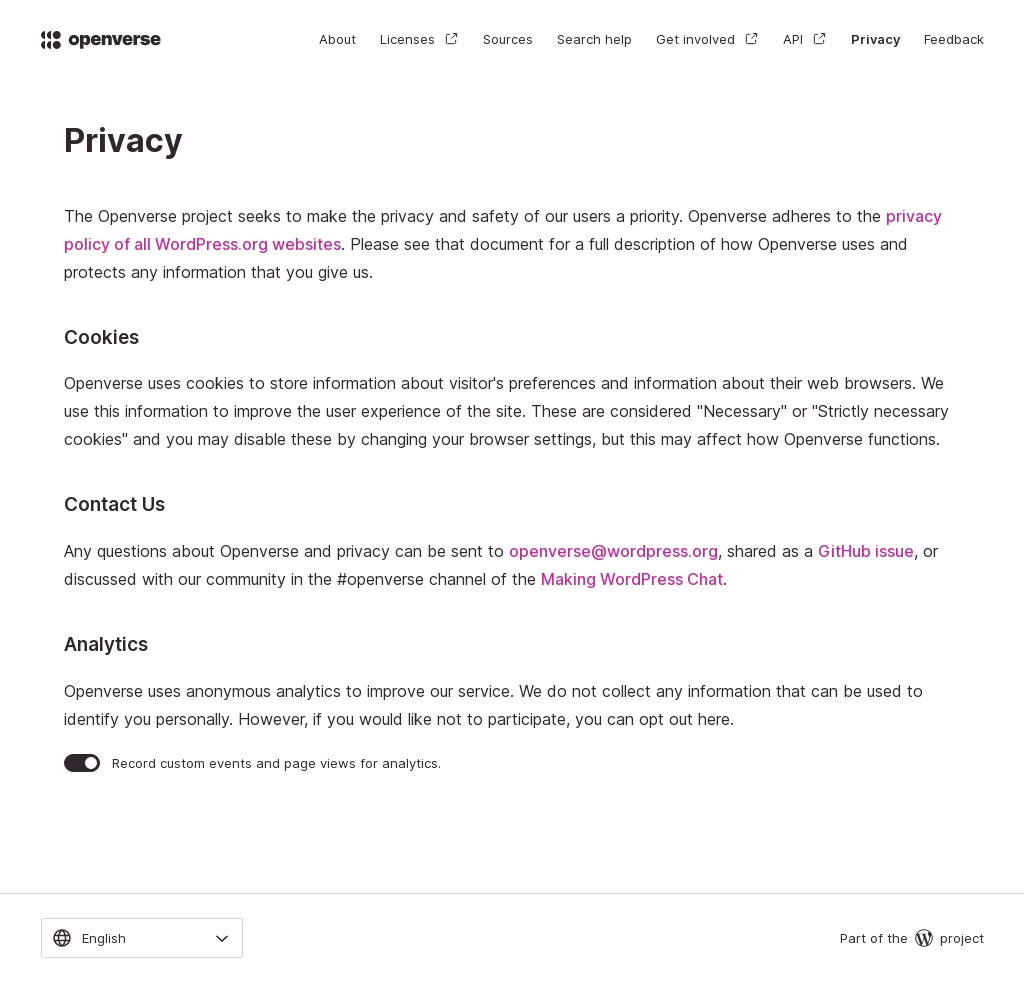 openverse
About Licenses Sources Search help Get involved API Privacy Feedback
Privacy
The Openverse project seeks to make the privacy and safety of our users a priority. Openverse adheres to the privacy
policy of all WordPress.org websites. Please see that document for a full description of how Openverse uses and
protects any information that you give us.
Cookies
Openverse uses cookies to store information about visitor's preferences and information about their web browsers. We
use this information to improve the user experience of the site. These are considered "Necessary" or "Strictly necessary
cookies" and you may disable these by changing your browser settings, but this may affect how Openverse functions.
Contact Us
Any questions about Openverse and privacy can be sent to openverse@wordpress.org, shared as a GitHub issue, or
discussed with our community in the #openverse channel of the Making WordPress Chat.
Analytics
Openverse uses anonymous analytics to improve our service. We do not collect any information that can be used to
identify you personally. However, if you would like not to participate, you can opt out here.
Record custom events and page views for analytics.
English
Part of the project